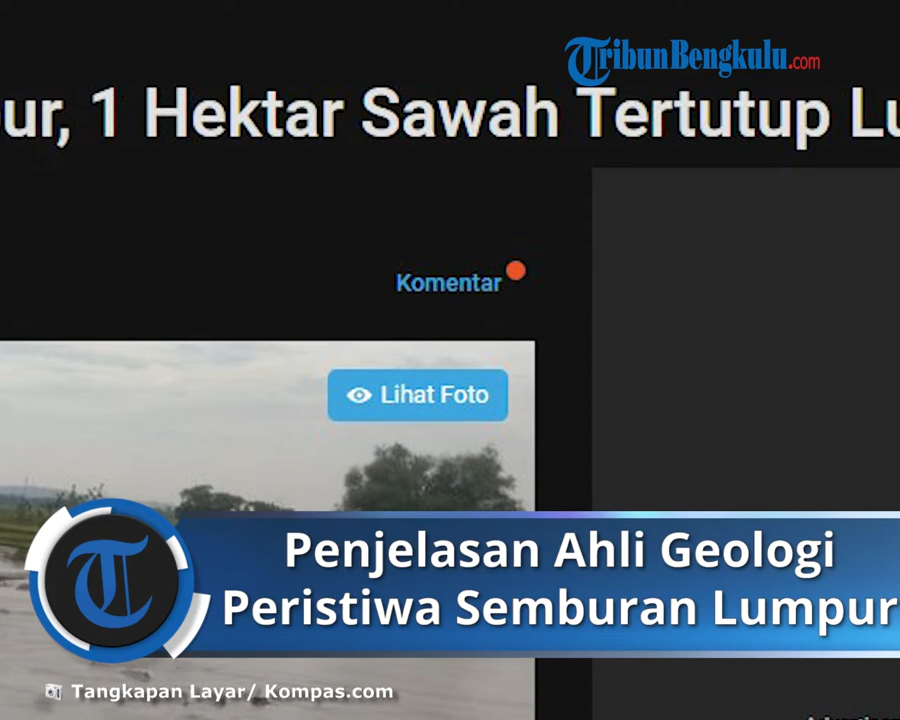 TribunBengkulu.com
ur, 1 Hektar Sawah Tertutup Lu
Komentar
Lihat Foto
Penjelasan Ahli Geologi
Peristiwa Semburan Lumpur
T
Tangkapan Layar/ Kompas.com